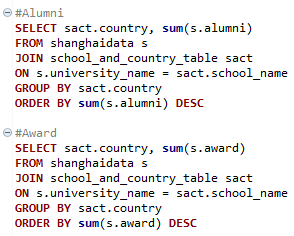 #Alumni
SELECT sact.country, sum(s.alumni)
FROM shanghaidata s
JOIN school_and_country_table sact
ON s.university_name = sact.school_name
GROUP BY sact.country
ORDER BY sum(s.alumni) DESC
#Award
SELECT sact.country, sum(s.award)
FROM shanghaidata s
JOIN school_and_country_table sact
ON s.university_name = sact.school_name
GROUP BY sact.country
ORDER BY sum(s.award) DESC